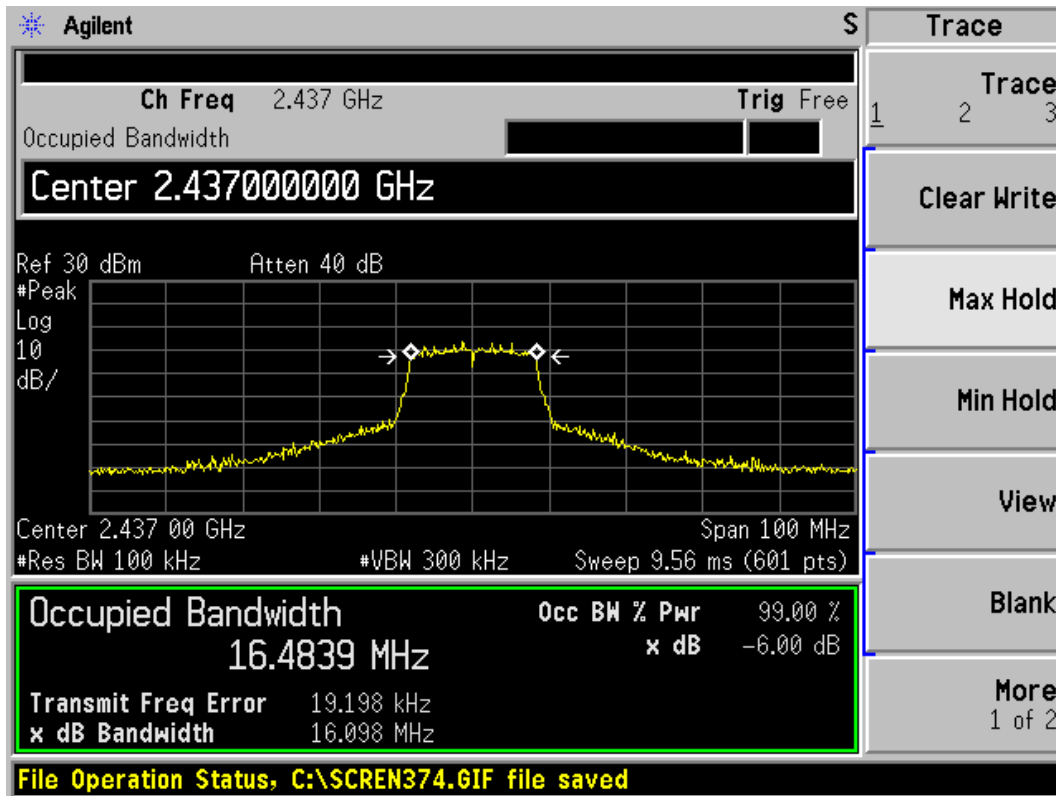 Agilent S Trace
Ch Freq 2.437 GHz Trig Free
Occupied Bandwidth
Center 2.437000000 GHz
Ref 30 dBm Atten 40 dB
#Peak
Log
10
dB/
Center 2.437 00 GHz Span 100 MHz
#Res BW 100 kHz #VBW 300 kHz Sweep 9.56 ms (601 pts)
Occupied Bandwidth
16.4839 MHz
Occ BW % Pwr 99.00 %
x dB -6.00 dB
Transmit Freq Error 19.198 kHz
x dB Bandwidth 16.098 MHz
File Operation Status, C:\SCREN374.GIF file saved
Trace
1 2 3
Clear Write
Max Hold
Min Hold
View
Blank
More
1 of 2